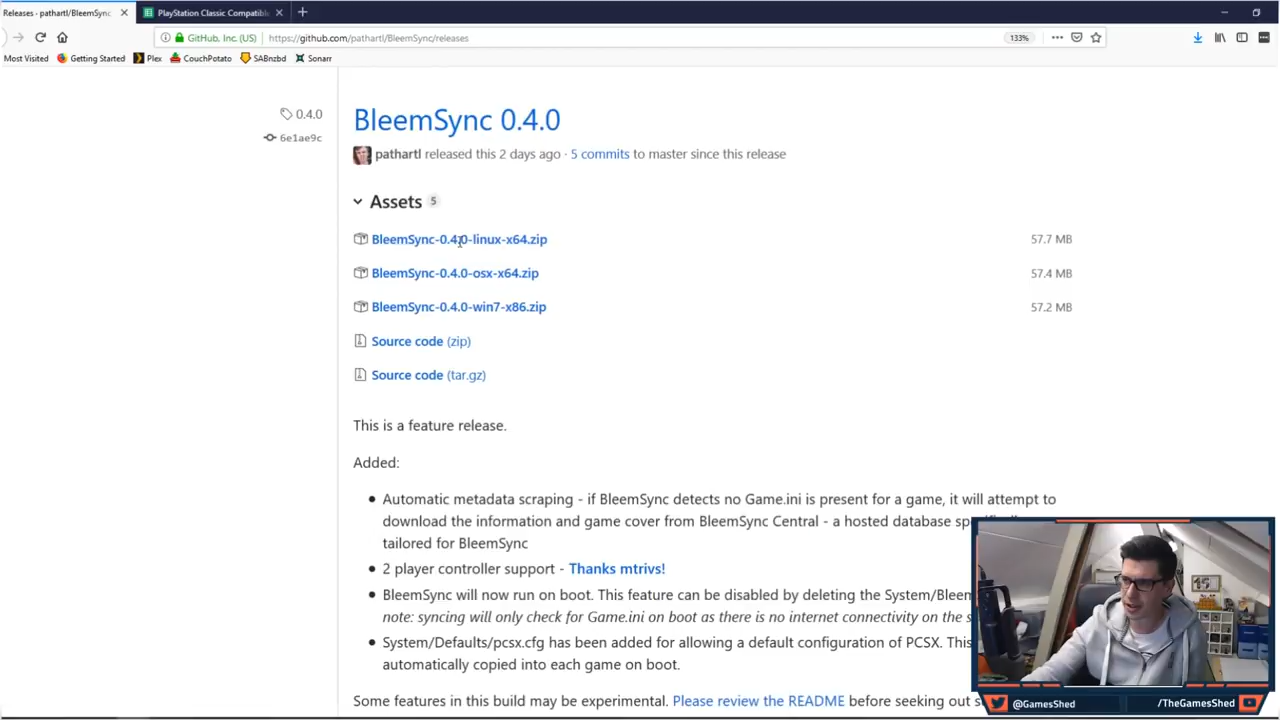 Releases - pathartl/BleemSync
PlayStation Classic Compatibl
GitHub, Inc. (US)
https://github.com/pathartl/BleemSync/releases
133%
Most Visited
Getting Started
Plex
CouchPotato
SABnzbd
Sonarr
0.4.0
6e1ae9c
BleemSync 0.4.0
pathartl released this 2 days ago · 5 commits to master since this release
Assets 5
BleemSync-0.4.0-linux-x64.zip 57.7 MB
BleemSync-0.4.0-osx-x64.zip 57.4 MB
BleemSync-0.4.0-win7-x86.zip 57.2 MB
Source code (zip)
Source code (tar.gz)
This is a feature release.
Added:
Automatic metadata scraping - if BleemSync detects no Game.ini is present for a game, it will attempt to
download the information and game cover from BleemSync Central - a hosted database
tailored for BleemSync
2 player controller support - Thanks mtrivs!
BleemSync will now run on boot. This feature can be disabled by deleting the System/Bleem
note: syncing will only check for Game.ini on boot as there is no internet connectivity on the s
System/Defaults/pcsx.cfg has been added for allowing a default configuration of PCSX. This
automatically copied into each game on boot.
Some features in this build may be experimental. Please review the README before seeking out s
@GamesShed
/TheGamesShed